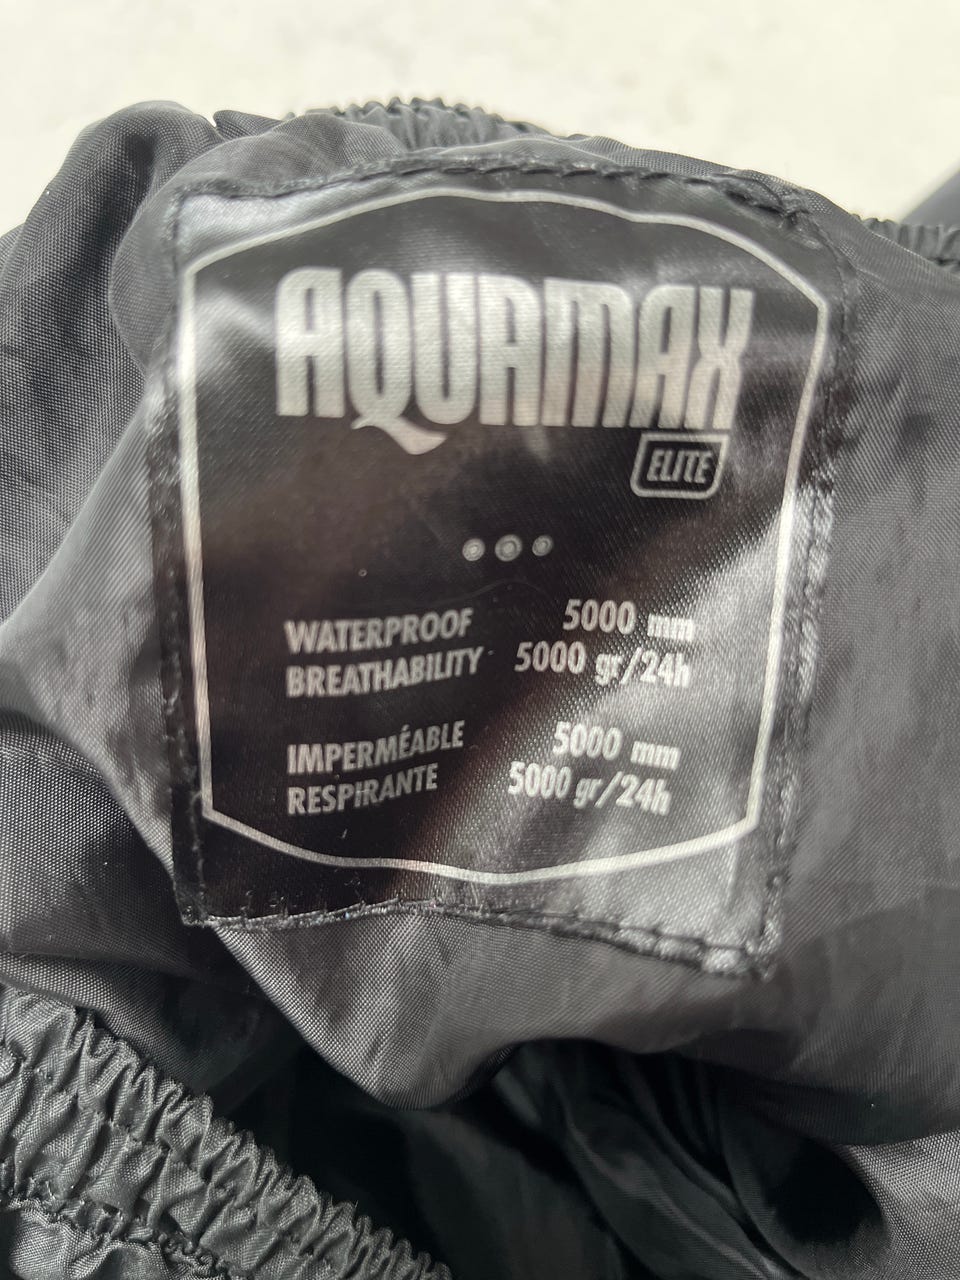 AQUAMAX
ELITE
WATERPROOF 5000 mm
BREATHABILITY 5000 gr/24h
IMPERMÉABLE 5000 mm
RESPIRANTE 5000 gr/24h